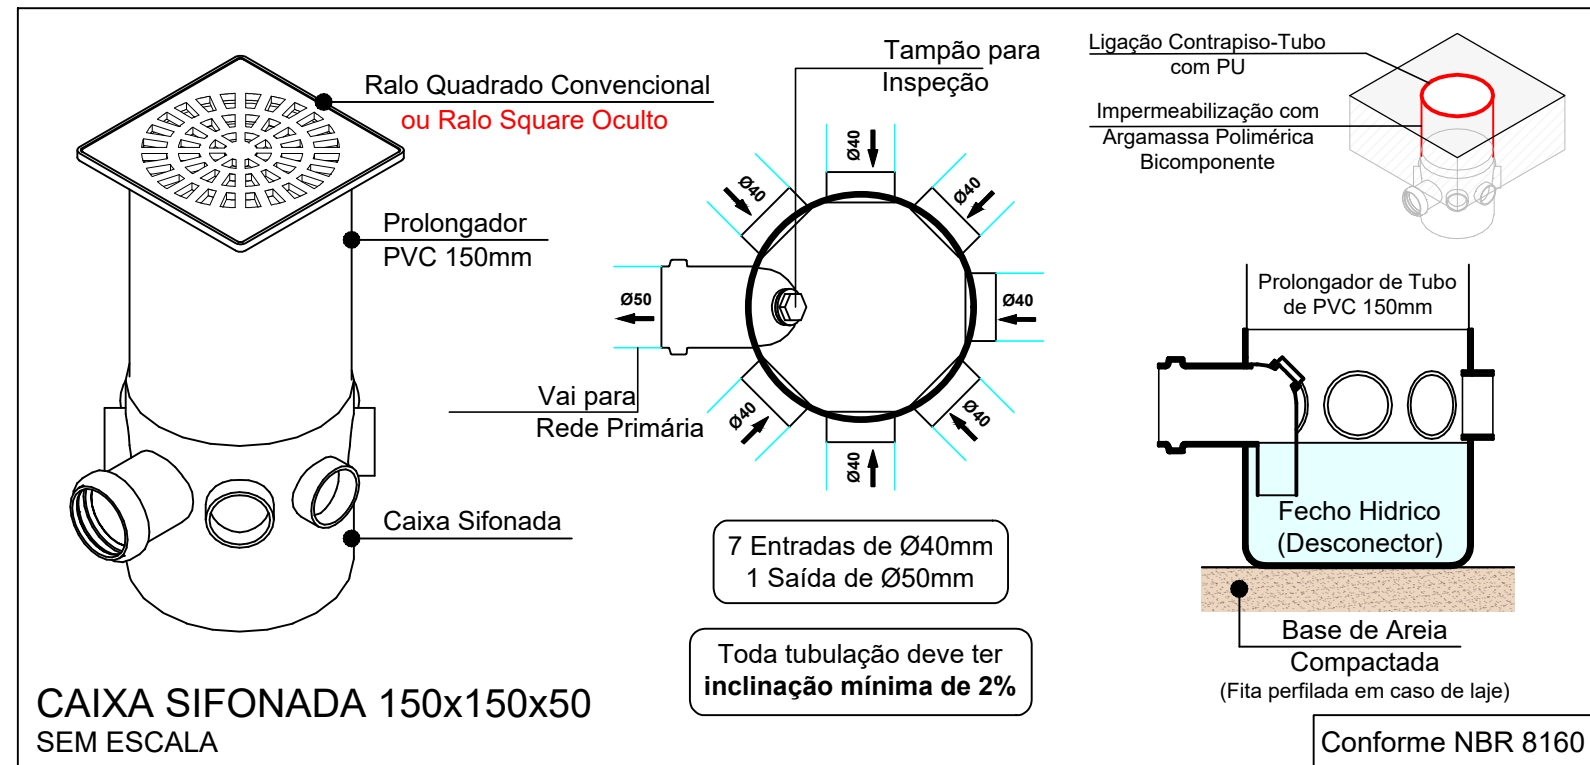 Ralo Quadrado Convencional
ou Ralo Square Oculto
Prolongador
PVC 150mm
Caixa Sifonada
CAIXA SIFONADA 150x150x50
SEM ESCALA
Tampão para
Inspeção
Ø40
Ø40
Ø40
Ø50
Ø40
Ø40
Ø40
Ø40
Vai para
Rede Primária
7 Entradas de Ø40mm
1 Saída de Ø50mm
Toda tubulação deve ter
inclinação mínima de 2%
Ligação Contrapiso-Tubo
com PU
Impermeabilização com
Argamassa Polimérica
Bicomponente
Prolongador de Tubo
de PVC 150mm
Fecho Hidrico
(Desconector)
Base de Areia
Compactada
(Fita perfilada em caso de laje)
Conforme NBR 8160